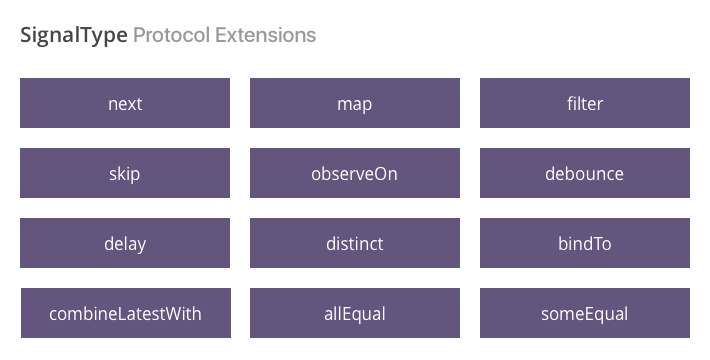 SignalType Protocol Extensions
next
map
filter
skip
observeOn
debounce
delay
distinct
bindTo
combineLatestWith
allEqual
someEqual